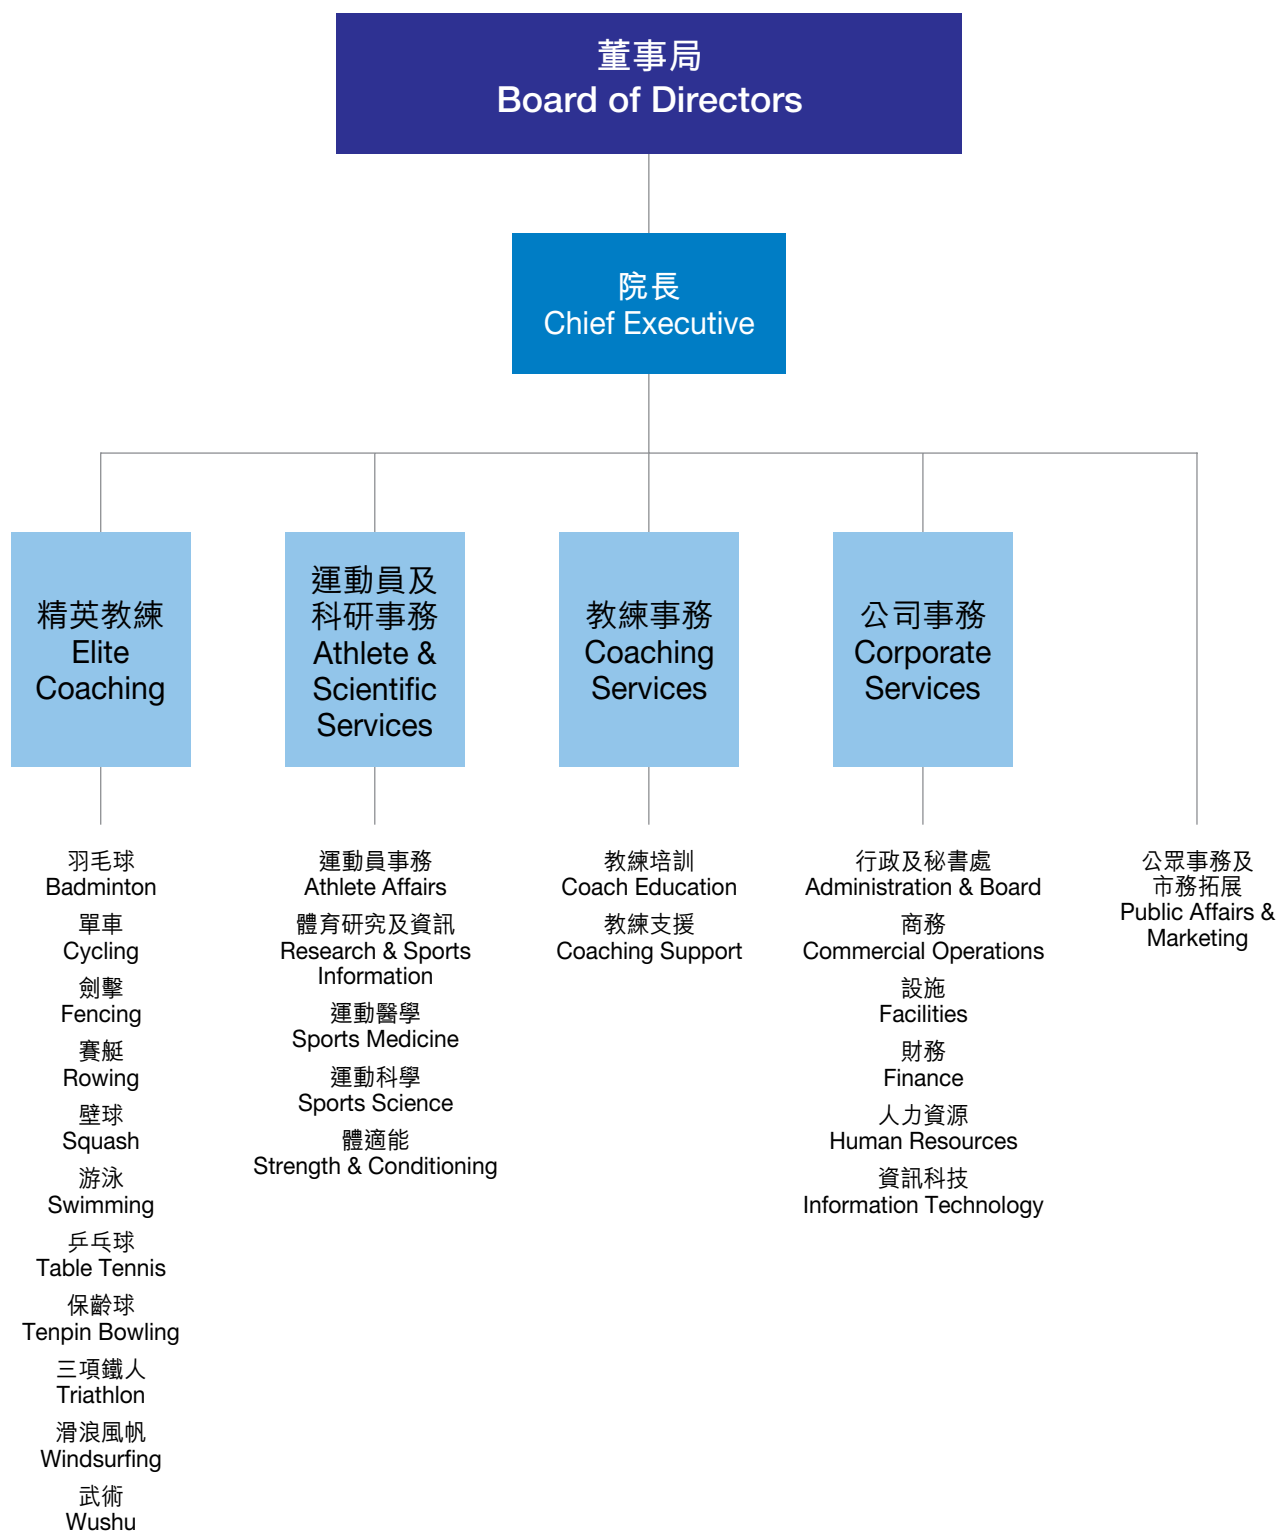 董事局
Board of Directors
院長
Chief Executive
精英教練
Elite
Coaching
運動員及
科研事務
Athlete &
Scientific
Services
教練事務
Coaching
Services
公司事務
Corporate
Services
羽毛球
Badminton
單車
Cycling
劍擊
Fencing
賽艇
Rowing
壁球
Squash
游泳
Swimming
乒乓球
Table Tennis
保齡球
Tenpin Bowling
三項鐵人
Triathlon
滑浪風帆
Windsurfing
武術
Wushu
運動員事務
Athlete Affairs
體育研究及資訊
Research & Sports
Information
運動醫學
Sports Medicine
運動科學
Sports Science
體適能
Strength & Conditioning
教練培訓
Coach Education
教練支援
Coaching Support
行政及秘書處
Administration & Board
商務
Commercial Operations
設施
Facilities
財務
Finance
人力資源
Human Resources
資訊科技
Information Technology
公眾事務及
市務拓展
Public Affairs &
Marketing